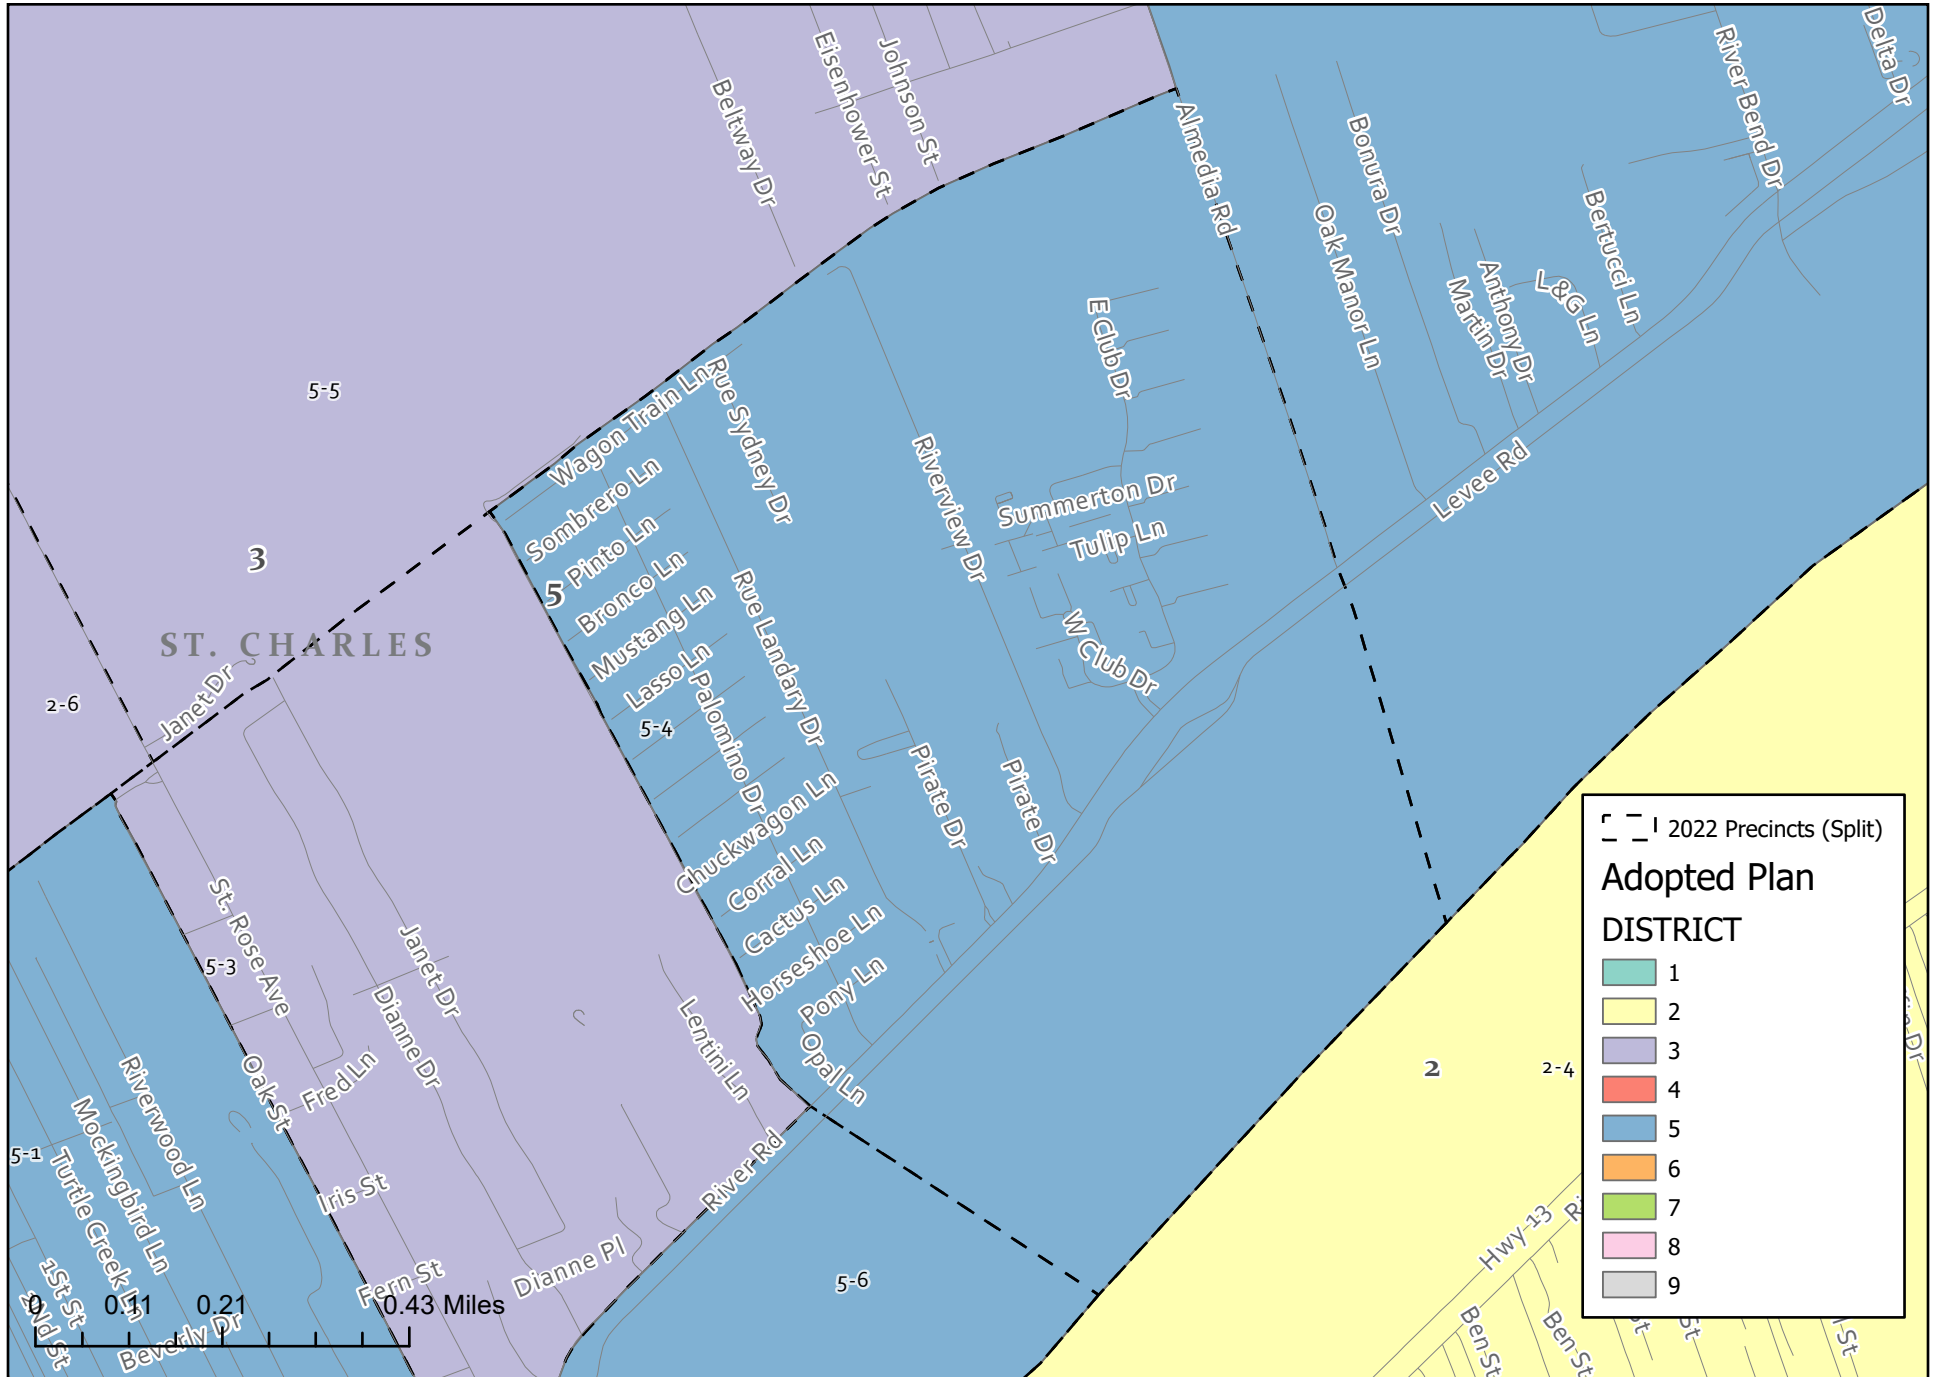 Beltway Dr
Eisenhower St
Johnson St
Almedia Rd
Oak Manor Ln
Bonura Dr
River Bend Dr
Delta Dr
Bertucci Ln
L &G Ln
Anthony Dr
Martin Dr
E Club Dr
5-5
Wagon Train Ln
Rue Sydney Dr
Sombrero Ln
Riverview Dr
Summerton Dr
Levee Rd
Pinto Ln
Tulip Ln
3
5
Bronco Ln
Mustang Ln
Rue Landary Dr
W Club Dr
ST. CHARLES
Lasso Ln
Janet Dr
2-6
5-4
Palomino Dr
Pirate Dr
Pirate Dr
Chuckwagon Ln
Corral Ln
Cactus Ln
Horseshoe Ln
Pony Ln
Opal Ln
St. Rose Ave
5-3
Janet Dr
Dianne Dr
Lentini Ln
Fred Ln
Oak St
Riverwood Ln
Mockingbird Ln
5-1
Turtle Creek Ln
Iris St
River Rd
Dianne Pl
Fern St
1St St
2Nd St
Beverly Dr
5-6
2
2-4
Hwy 13
Ben St
Ben St
St
St
St
Dr
0 0.11 0.21 0.43 Miles
2022 Precincts (Split)
Adopted Plan
DISTRICT
1
2
3
4
5
6
7
8
9